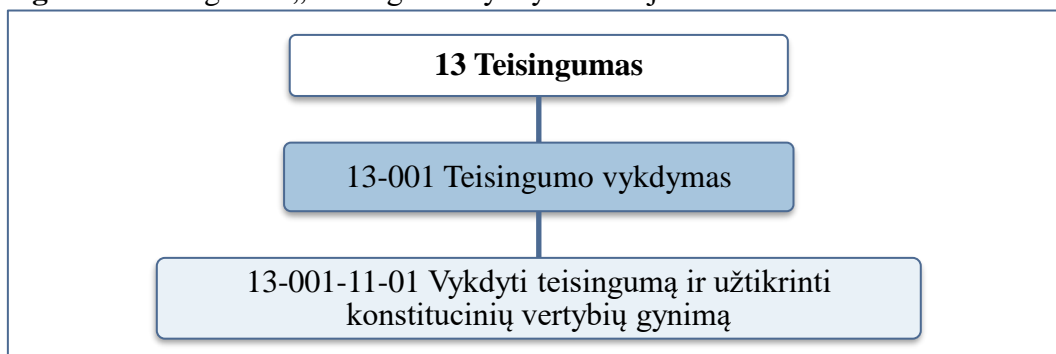 13 Teisingumas
13-001 Teisingumo vykdymas
13-001-11-01 Vykdyti teisingumą ir užtikrinti
konstitucinių vertybių gynimą